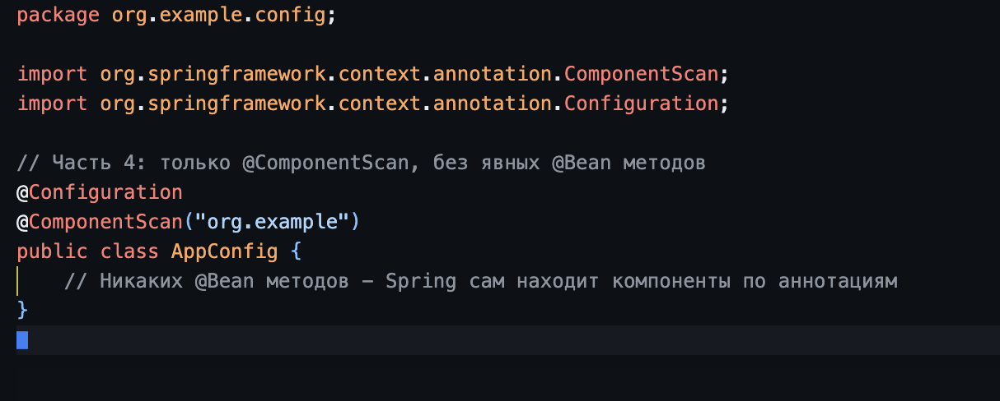 package org.example.config;
import org.springframework.context.annotation.ComponentScan;
import org.springframework.context.annotation.Configuration;
// Часть 4: только @ComponentScan, без явных @Bean методов
@Configuration
@ComponentScan("org.example")
public class AppConfig {
// Никаких @Bean методов — Spring сам находит компоненты по аннотациям
}